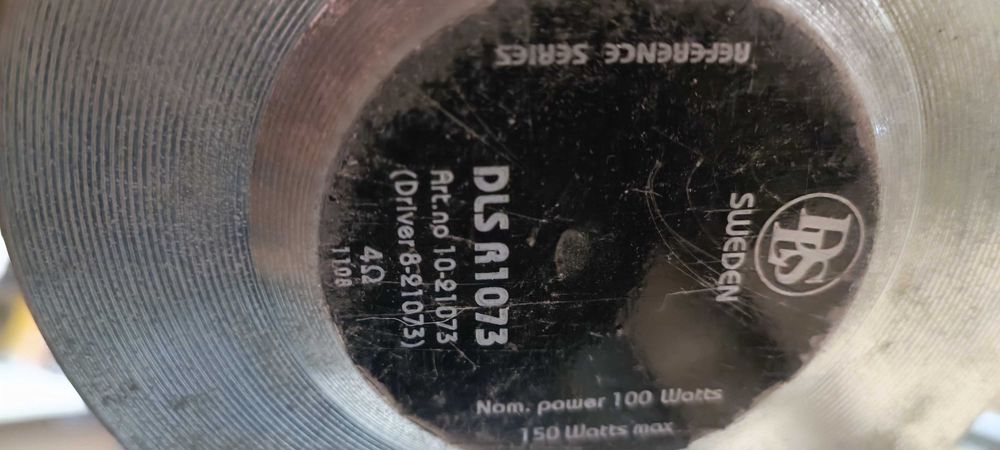 DLS
SWEDEN
REFERENCE SERIES
DLS A1073
Art.no 10-21073
(Driver 8-21073)
4Ω
1108
Nom. power 100 Watts
150 Watts max